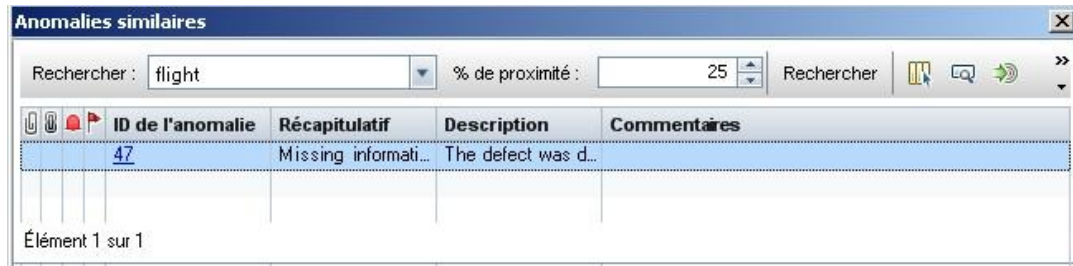 Anomalies similaires
Rechercher : flight % de proximité : 25 Rechercher
ID de l'anomalie Récapitulatif Description Commentaires
47 Missing informati... The defect was d...
Élément 1 sur 1